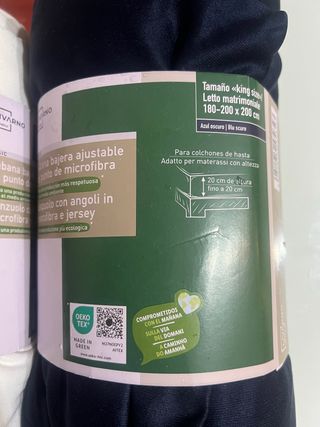 IVARNO
Tamaño «king size»
Letto matrimoniale
180-200 x 200 cm
Azul oscuro | Blu scuro
bajera ajustable
punto de microfibra
más respetuosa
nzuolo con angoli in
ofibra e jersey
più ecologica
Para colchones de hasta
Adatto per materassi con altezza
20 cm de altura
fino a 20 cm
OEKO
TEX®
MADE IN
GREEN
AITEX
COMPROMETIDOS
CON EL MAÑANA
SULLA VIA
DEL DOMANI
A CAMINHO DO
AMANHÃ